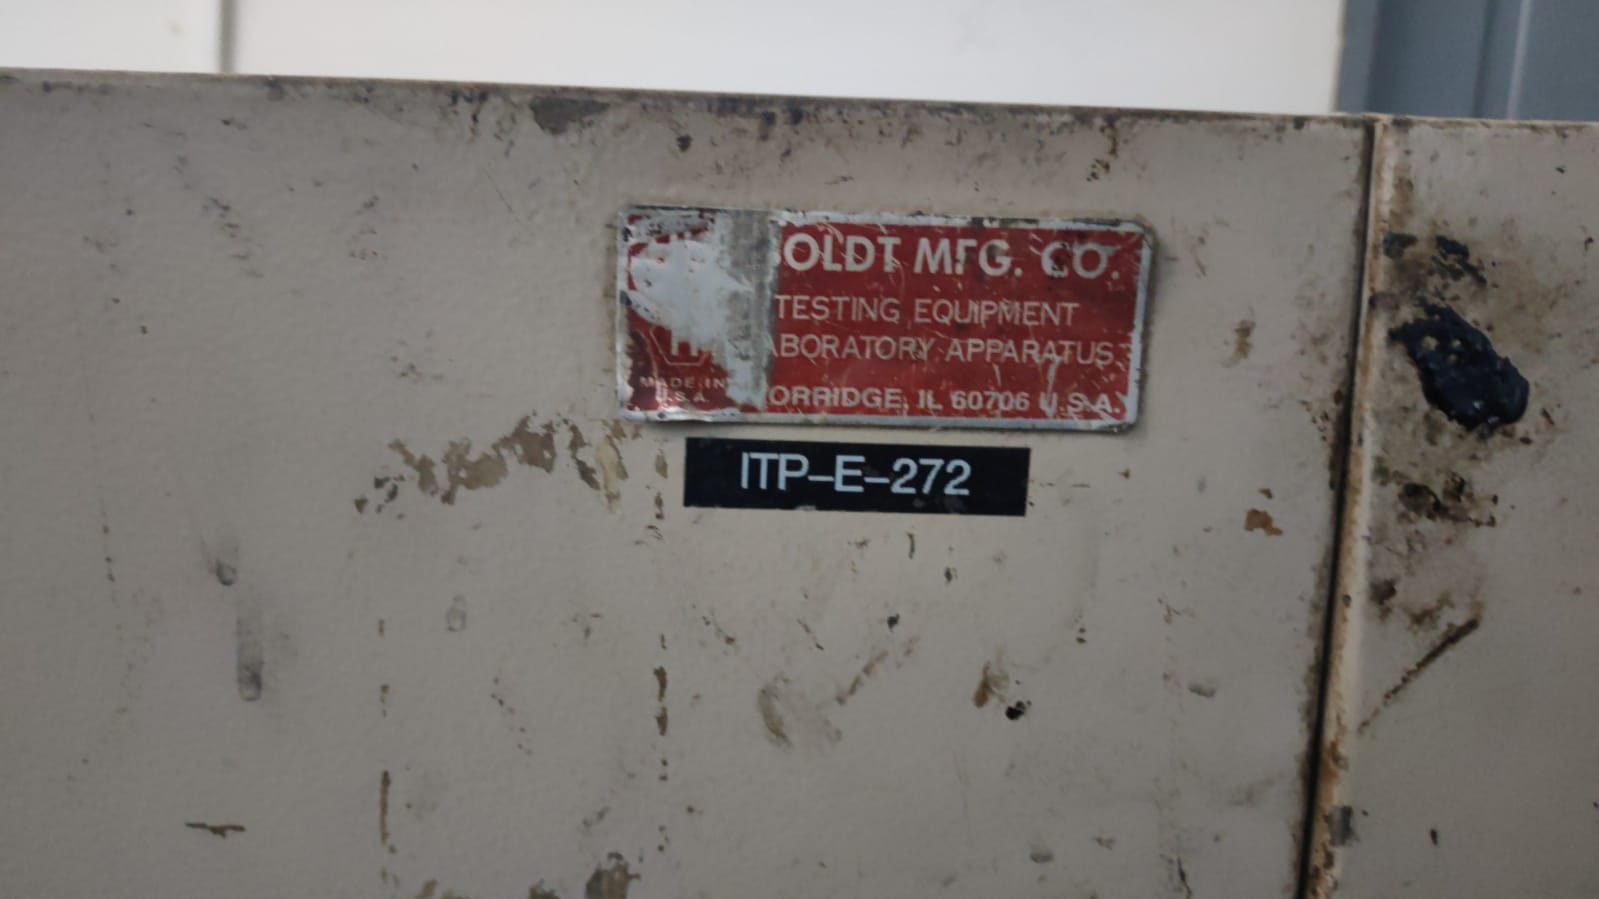 OLDT MFG. CO.
TESTING EQUIPMENT
ABORATORY APPARATUS
ORRIDGE, IL 60706 U.S.A.
H
MADE IN
U.S.A.
ITP-E-272